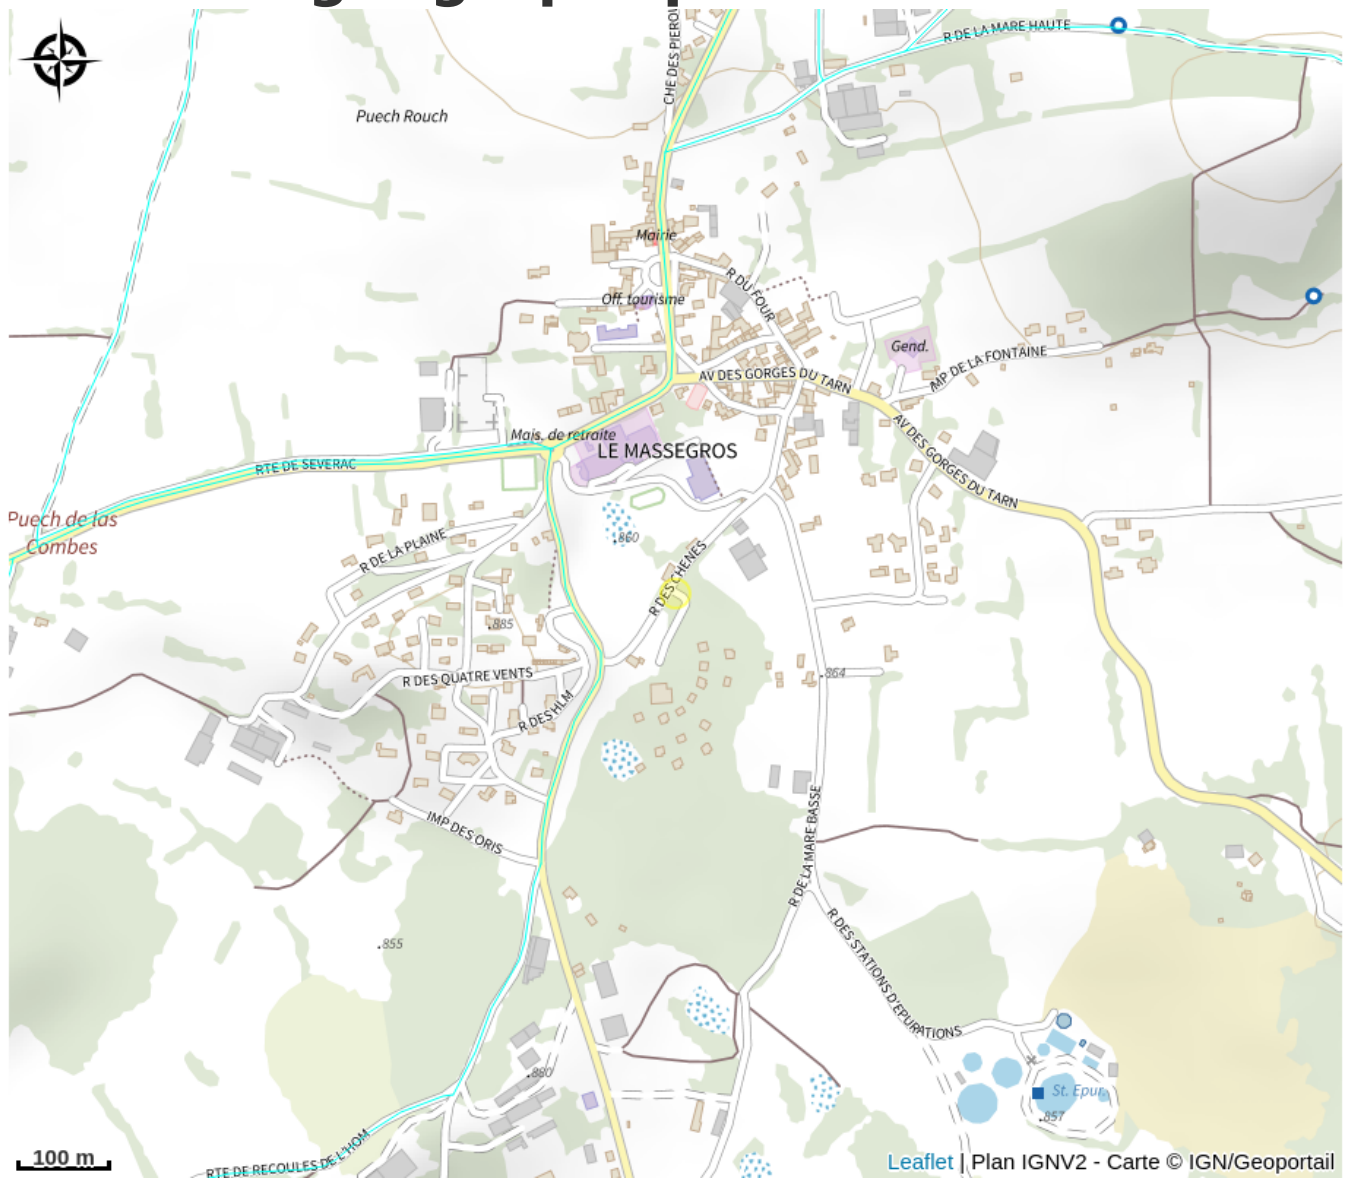 R DE LA MARE HAUTE
CHE DES PIEROU
Puech Rouch
Mairie
R DU FOUR
Off. tourisme
Gend.
IMP DE LA FONTAINE
AV DES GORGES DU TARN
Mais. de retraite
LE MASSEGROS
RTE DE SEVERAC
AV DES GORGES DU TARN
Puech de las
Combes
R DE LA PLAINE
.860
R DES CHENES
.885
R DES QUATRE VENTS
.864
R DES HLM
IMP DES ORIS
R DE LA MARE BASSE
R DES STATIONS D'EPURATIONS
.855
.880
St. Epur.
.857
RTE DE RECOULES DE L'HOM
100 m
Leaflet | Plan IGNV2 - Carte © IGN/Geoportail